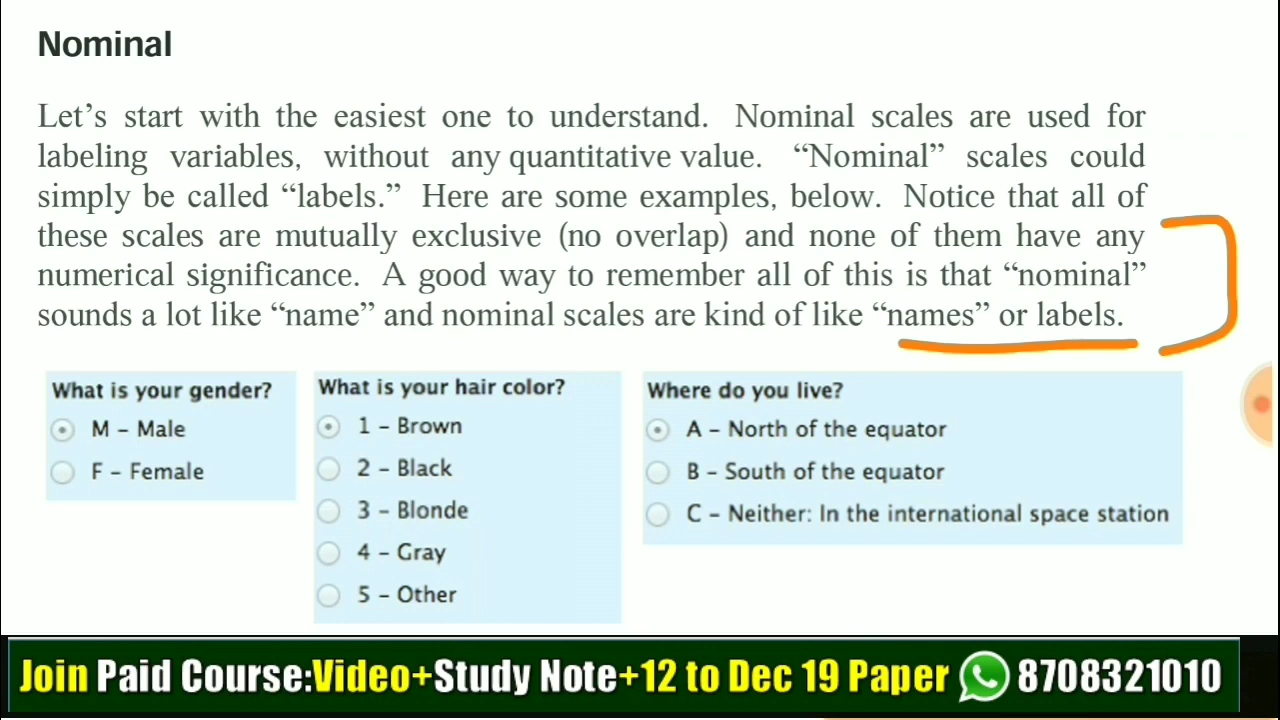 Nominal
Let’s start with the easiest one to understand. Nominal scales are used for
labeling variables, without any quantitative value. “Nominal” scales could
simply be called “labels.” Here are some examples, below. Notice that all of
these scales are mutually exclusive (no overlap) and none of them have any
numerical significance. A good way to remember all of this is that “nominal”
sounds a lot like “name” and nominal scales are kind of like “names” or labels.
What is your gender?
M – Male
F – Female
What is your hair color?
1 – Brown
2 – Black
3 – Blonde
4 – Gray
5 – Other
Where do you live?
A – North of the equator
B – South of the equator
C – Neither: In the international space station
Join Paid Course:Video+Study Note+12 to Dec 19 Paper 8708321010